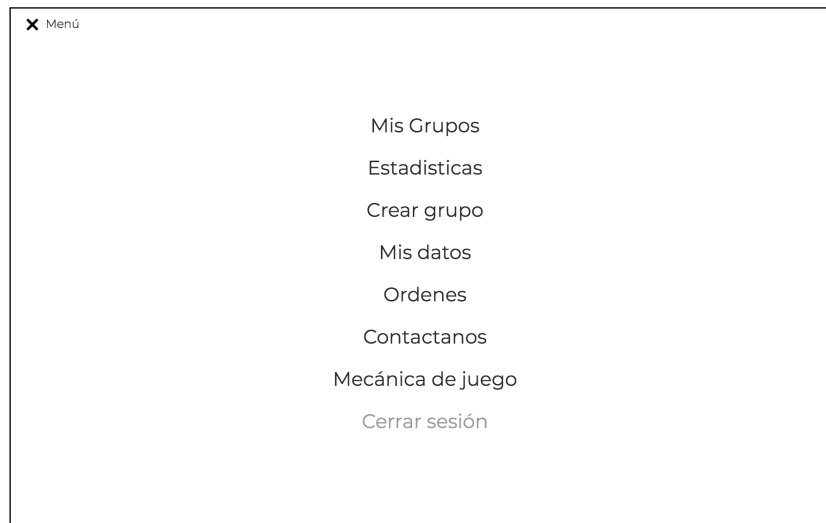 Menú
Mis Grupos
Estadisticas
Crear grupo
Mis datos
Ordenes
Contactanos
Mecánica de juego
Cerrar sesión